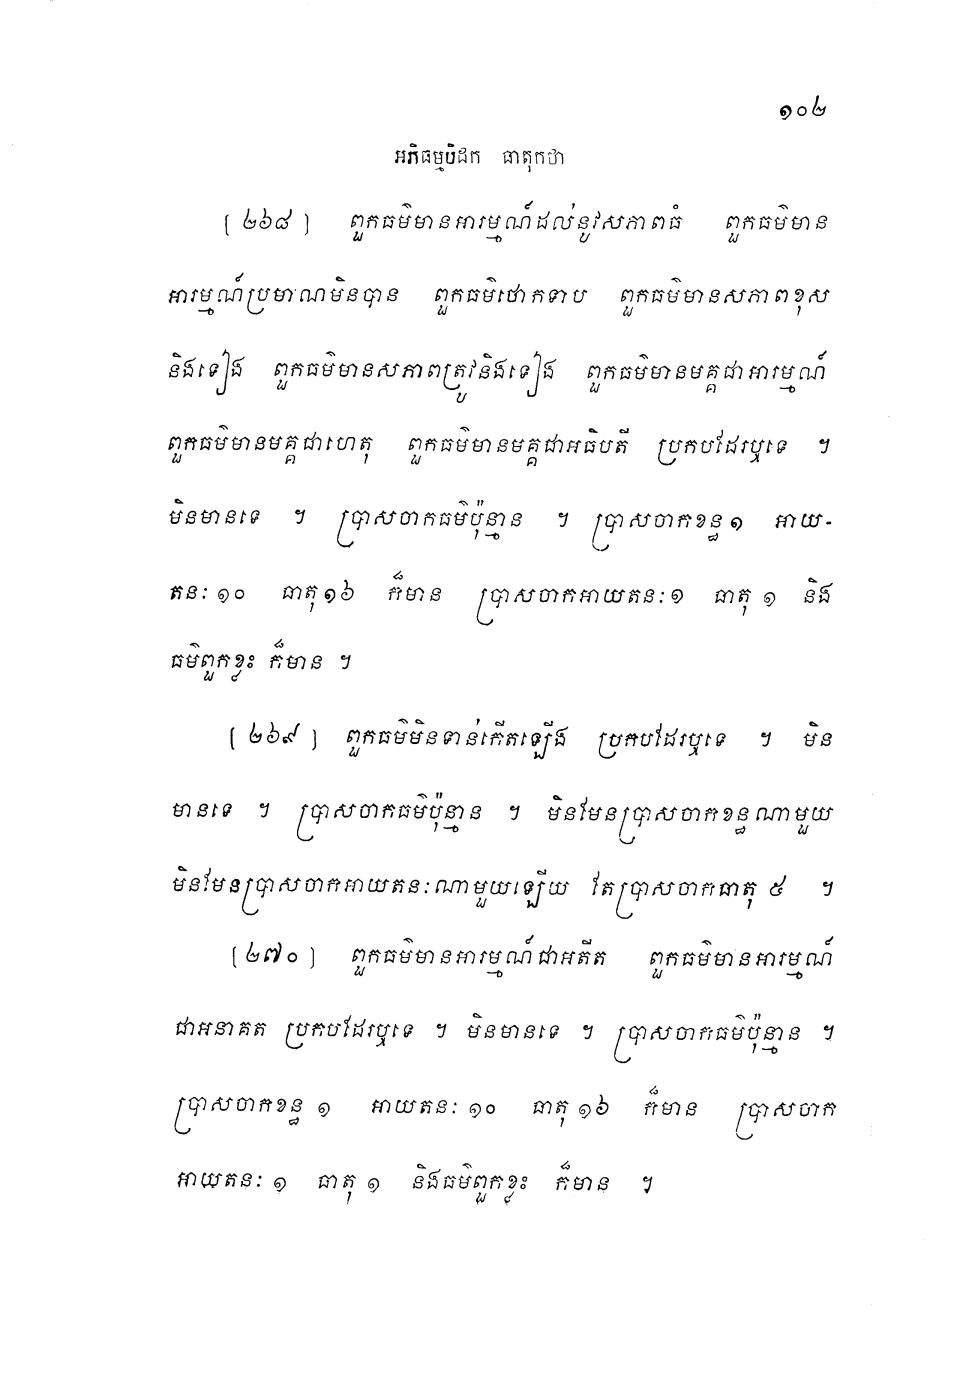 ១០២
អភិធម្មបិដក ធាតុកថា
[ ២៦៨ ] ពួកធម៌មានអារម្មណ៍ដល់នូវសភាពធំ ពួកធម៌មាន
អារម្មណ៍ប្រមាណមិនបាន ពួកធម៌ថោកទាប ពួកធម៌មានសភាពខុស
និងទៀង ពួកធម៌មានសភាពត្រូវនិងទៀង ពួកធម៌មានមគ្គជាអារម្មណ៍
ពួកធម៌មានមគ្គជាហេតុ ពួកធម៌មានមគ្គជាអធិបតី ប្រកបដែរឬទេ ។
មិនមានទេ ។ ប្រាសចាកធម៌ប៉ុន្មាន ។ ប្រាសចាកខន្ធ ១ អាយ-
តនៈ ១០ ធាតុ ១៦ ក៏មាន ប្រាសចាកអាយតនៈ ១ ធាតុ ១ និង
ធម៌ពួកខ្លះ ក៏មាន ។
[ ២៦៩ ] ពួកធម៌មិនទាន់កើតឡើង ប្រកបដែរឬទេ ។ មិន
មានទេ ។ ប្រាសចាកធម៌ប៉ុន្មាន ។ មិនមែនប្រាសចាកខន្ធណាមួយ
មិនមែនប្រាសចាកអាយតនៈណាមួយឡើយ តែប្រាសចាកធាតុ ៥ ។
[ ២៧០ ] ពួកធម៌មានអារម្មណ៍ជាអតីត ពួកធម៌មានអារម្មណ៍
ជាអនាគត ប្រកបដែរឬទេ ។ មិនមានទេ ។ ប្រាសចាកធម៌ប៉ុន្មាន ។
ប្រាសចាកខន្ធ ១ អាយតនៈ ១០ ធាតុ ១៦ ក៏មាន ប្រាសចាក
អាយតនៈ ១ ធាតុ ១ និងធម៌ពួកខ្លះ ក៏មាន ។